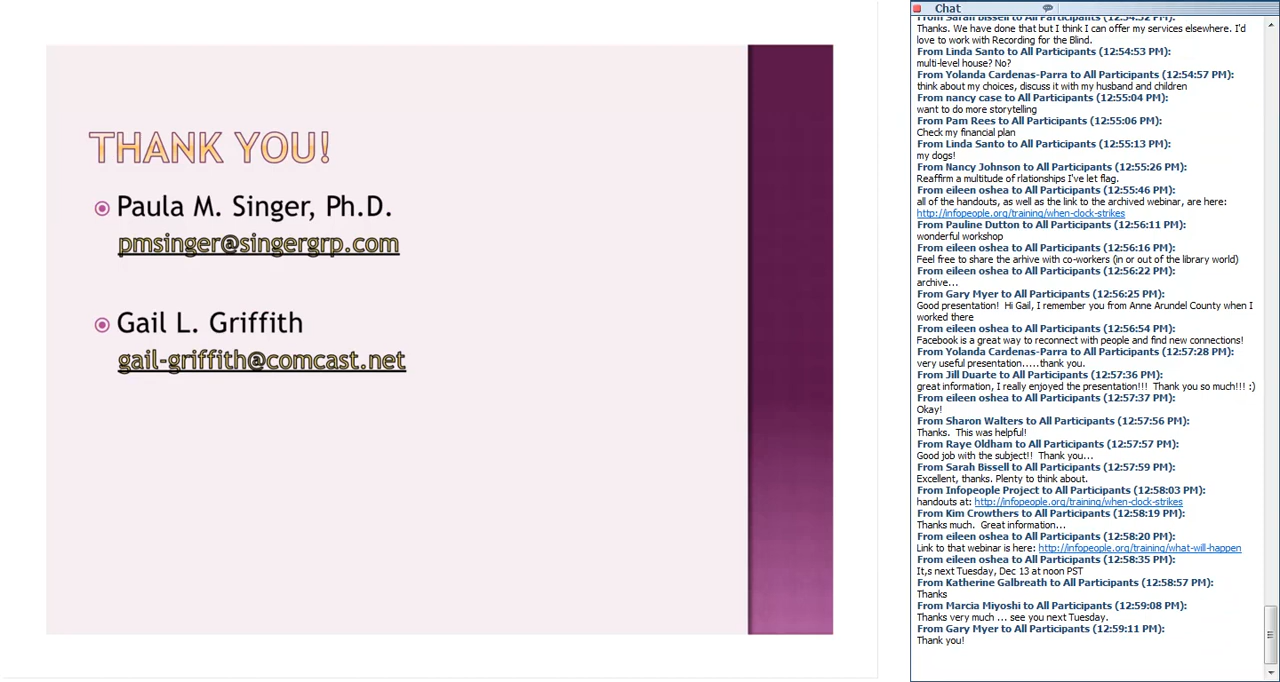 THANK YOU!
Paula M. Singer, Ph.D.
pmsinger@singergrp.com
Gail L. Griffith
gail-griffith@comcast.net
Chat
From Sarah Bissell to All Participants (12:54:52 PM):
Thanks. We have done that but I think I can offer my services elsewhere. I'd
love to work with Recording for the Blind.
From Linda Santo to All Participants (12:54:53 PM):
multi-level house? No?
From Yolanda Cardenas-Parra to All Participants (12:54:57 PM):
think about my choices, discuss it with my husband and children
From nancy case to All Participants (12:55:04 PM):
want to do more storytelling
From Pam Rees to All Participants (12:55:06 PM):
Check my financial plan
From Linda Santo to All Participants (12:55:13 PM):
my dogs!
From Nancy Johnson to All Participants (12:55:26 PM):
Reaffirm a multitude of rlationships I've let flag.
From eileen oshea to All Participants (12:55:46 PM):
all of the handouts, as well as the link to the archived webinar, are here:
http://infopeople.org/training/when-clock-strikes
From Pauline Dutton to All Participants (12:56:11 PM):
wonderful workshop
From eileen oshea to All Participants (12:56:16 PM):
Feel free to share the arhive with co-workers (in or out of the library world)
From eileen oshea to All Participants (12:56:22 PM):
archive...
From Gary Myer to All Participants (12:56:25 PM):
Good presentation!  Hi Gail, I remember you from Anne Arundel County when I
worked there
From eileen oshea to All Participants (12:56:54 PM):
Facebook is a great way to reconnect with people and find new connections!
From Yolanda Cardenas-Parra to All Participants (12:57:28 PM):
very useful presentation.....thank you.
From Jill Duarte to All Participants (12:57:36 PM):
great information, I really enjoyed the presentation!!!  Thank you so much!!! :)
From eileen oshea to All Participants (12:57:37 PM):
Okay!
From Sharon Walters to All Participants (12:57:56 PM):
Thanks.  This was helpful!
From Raye Oldham to All Participants (12:57:57 PM):
Good job with the subject!!  Thank you...
From Sarah Bissell to All Participants (12:57:59 PM):
Excellent, thanks. Plenty to think about.
From Infopeople Project to All Participants (12:58:03 PM):
handouts at: http://infopeople.org/training/when-clock-strikes
From Kim Crowthers to All Participants (12:58:19 PM):
Thanks much.  Great information...
From eileen oshea to All Participants (12:58:20 PM):
Link to that webinar is here: http://infopeople.org/training/what-will-happen
From eileen oshea to All Participants (12:58:35 PM):
It,s next Tuesday, Dec 13 at noon PST
From Katherine Galbreath to All Participants (12:58:57 PM):
Thanks
From Marcia Miyoshi to All Participants (12:59:08 PM):
Thanks very much ... see you next Tuesday.
From Gary Myer to All Participants (12:59:11 PM):
Thank you!